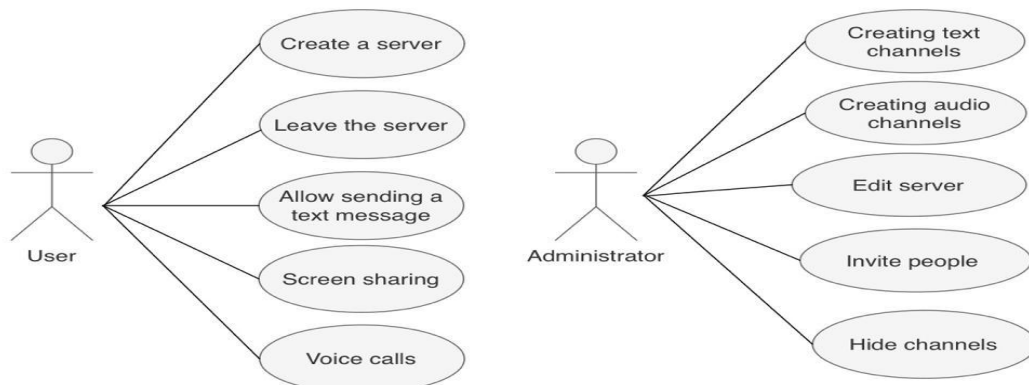 Create a server
Leave the server
Allow sending a
text message
Screen sharing
Voice calls
User
Creating text
channels
Creating audio
channels
Edit server
Invite people
Hide channels
Administrator